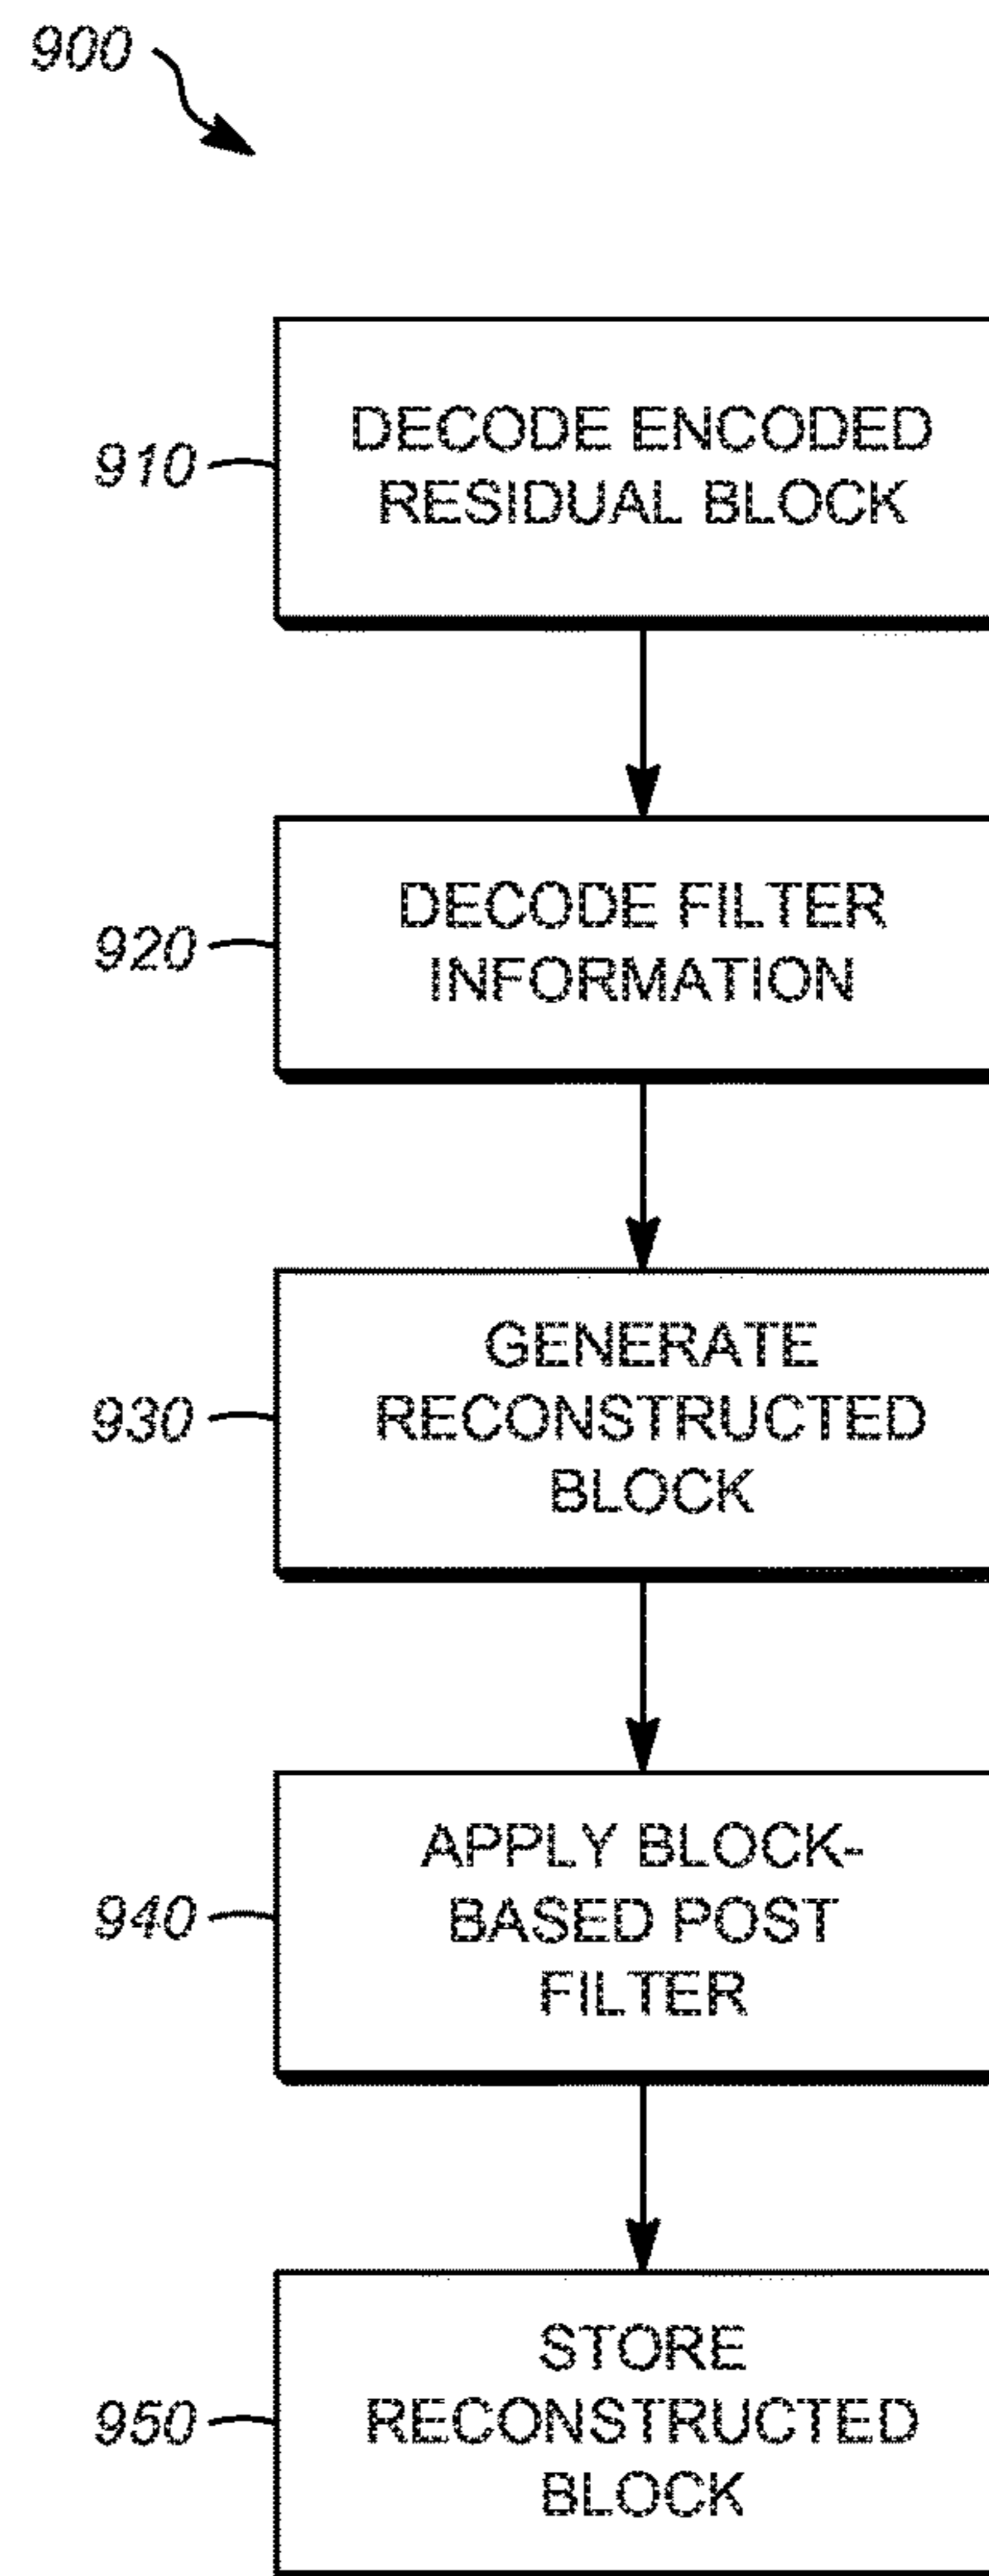 900
910
DECODE ENCODED
RESIDUAL BLOCK
920
DECODE FILTER
INFORMATION
930
GENERATE
RECONSTRUCTED
BLOCK
940
APPLY BLOCK-
BASED POST
FILTER
950
STORE
RECONSTRUCTED
BLOCK